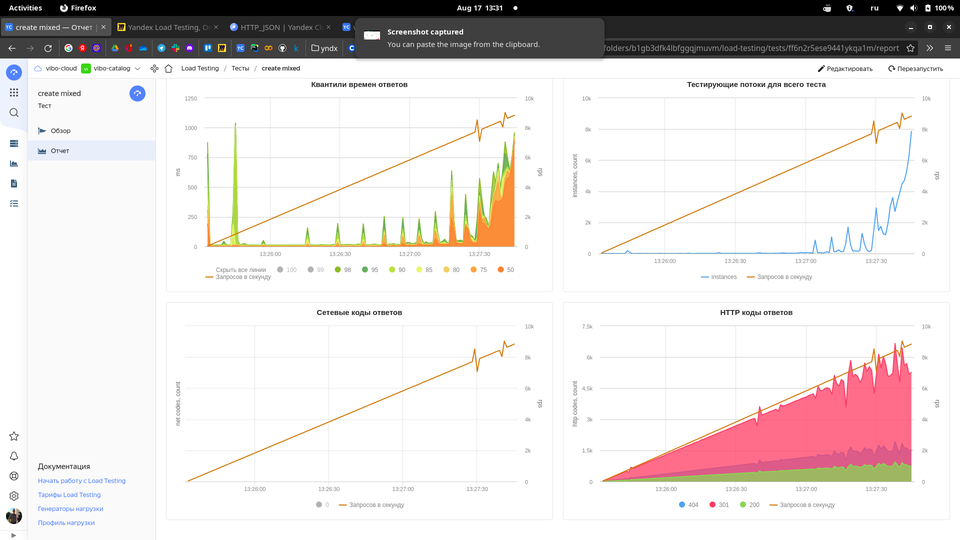 Activities
Firefox
Aug 17 13:31
ru
100%
create mixed — Отчет
Yandex Load Testing, O
HTTP_JSON | Yandex C
Screenshot captured
You can paste the image from the clipboard.
yndx
folders/b1gb3dfk4lbfggqjmuvm/load-testing/tests/ff6n2r5ese9441ykqa1m/report
vibo-cloud
vibo-catalog
Load Testing / Тесты / create mixed
Редактировать
Перезапустить
create mixed
Тест
Обзор
Отчет
Документация
Начать работу с Load Testing
Тарифы Load Testing
Генераторы нагрузки
Профиль нагрузки
Квантили времен ответов
1250
1000
750
500
250
0
ms
10k
8k
6k
4k
2k
0
rps
13:26:00
13:26:30
13:27:00
13:27:30
Скрыть все линии
100
99
98
95
90
85
80
75
50
Запросов в секунду
Тестирующие потоки для всего теста
10k
8k
6k
4k
2k
0
instances, count
10k
8k
6k
4k
2k
0
rps
13:26:00
13:26:30
13:27:00
13:27:30
instances
Запросов в секунду
Сетевые коды ответов
net codes, count
10k
8k
6k
4k
2k
0
rps
13:26:00
13:26:30
13:27:00
13:27:30
0
Запросов в секунду
HTTP коды ответов
7.5k
6k
4.5k
3k
1.5k
0
http codes, count
10k
8k
6k
4k
2k
0
rps
13:26:00
13:26:30
13:27:00
13:27:30
404
301
200
Запросов в секунду